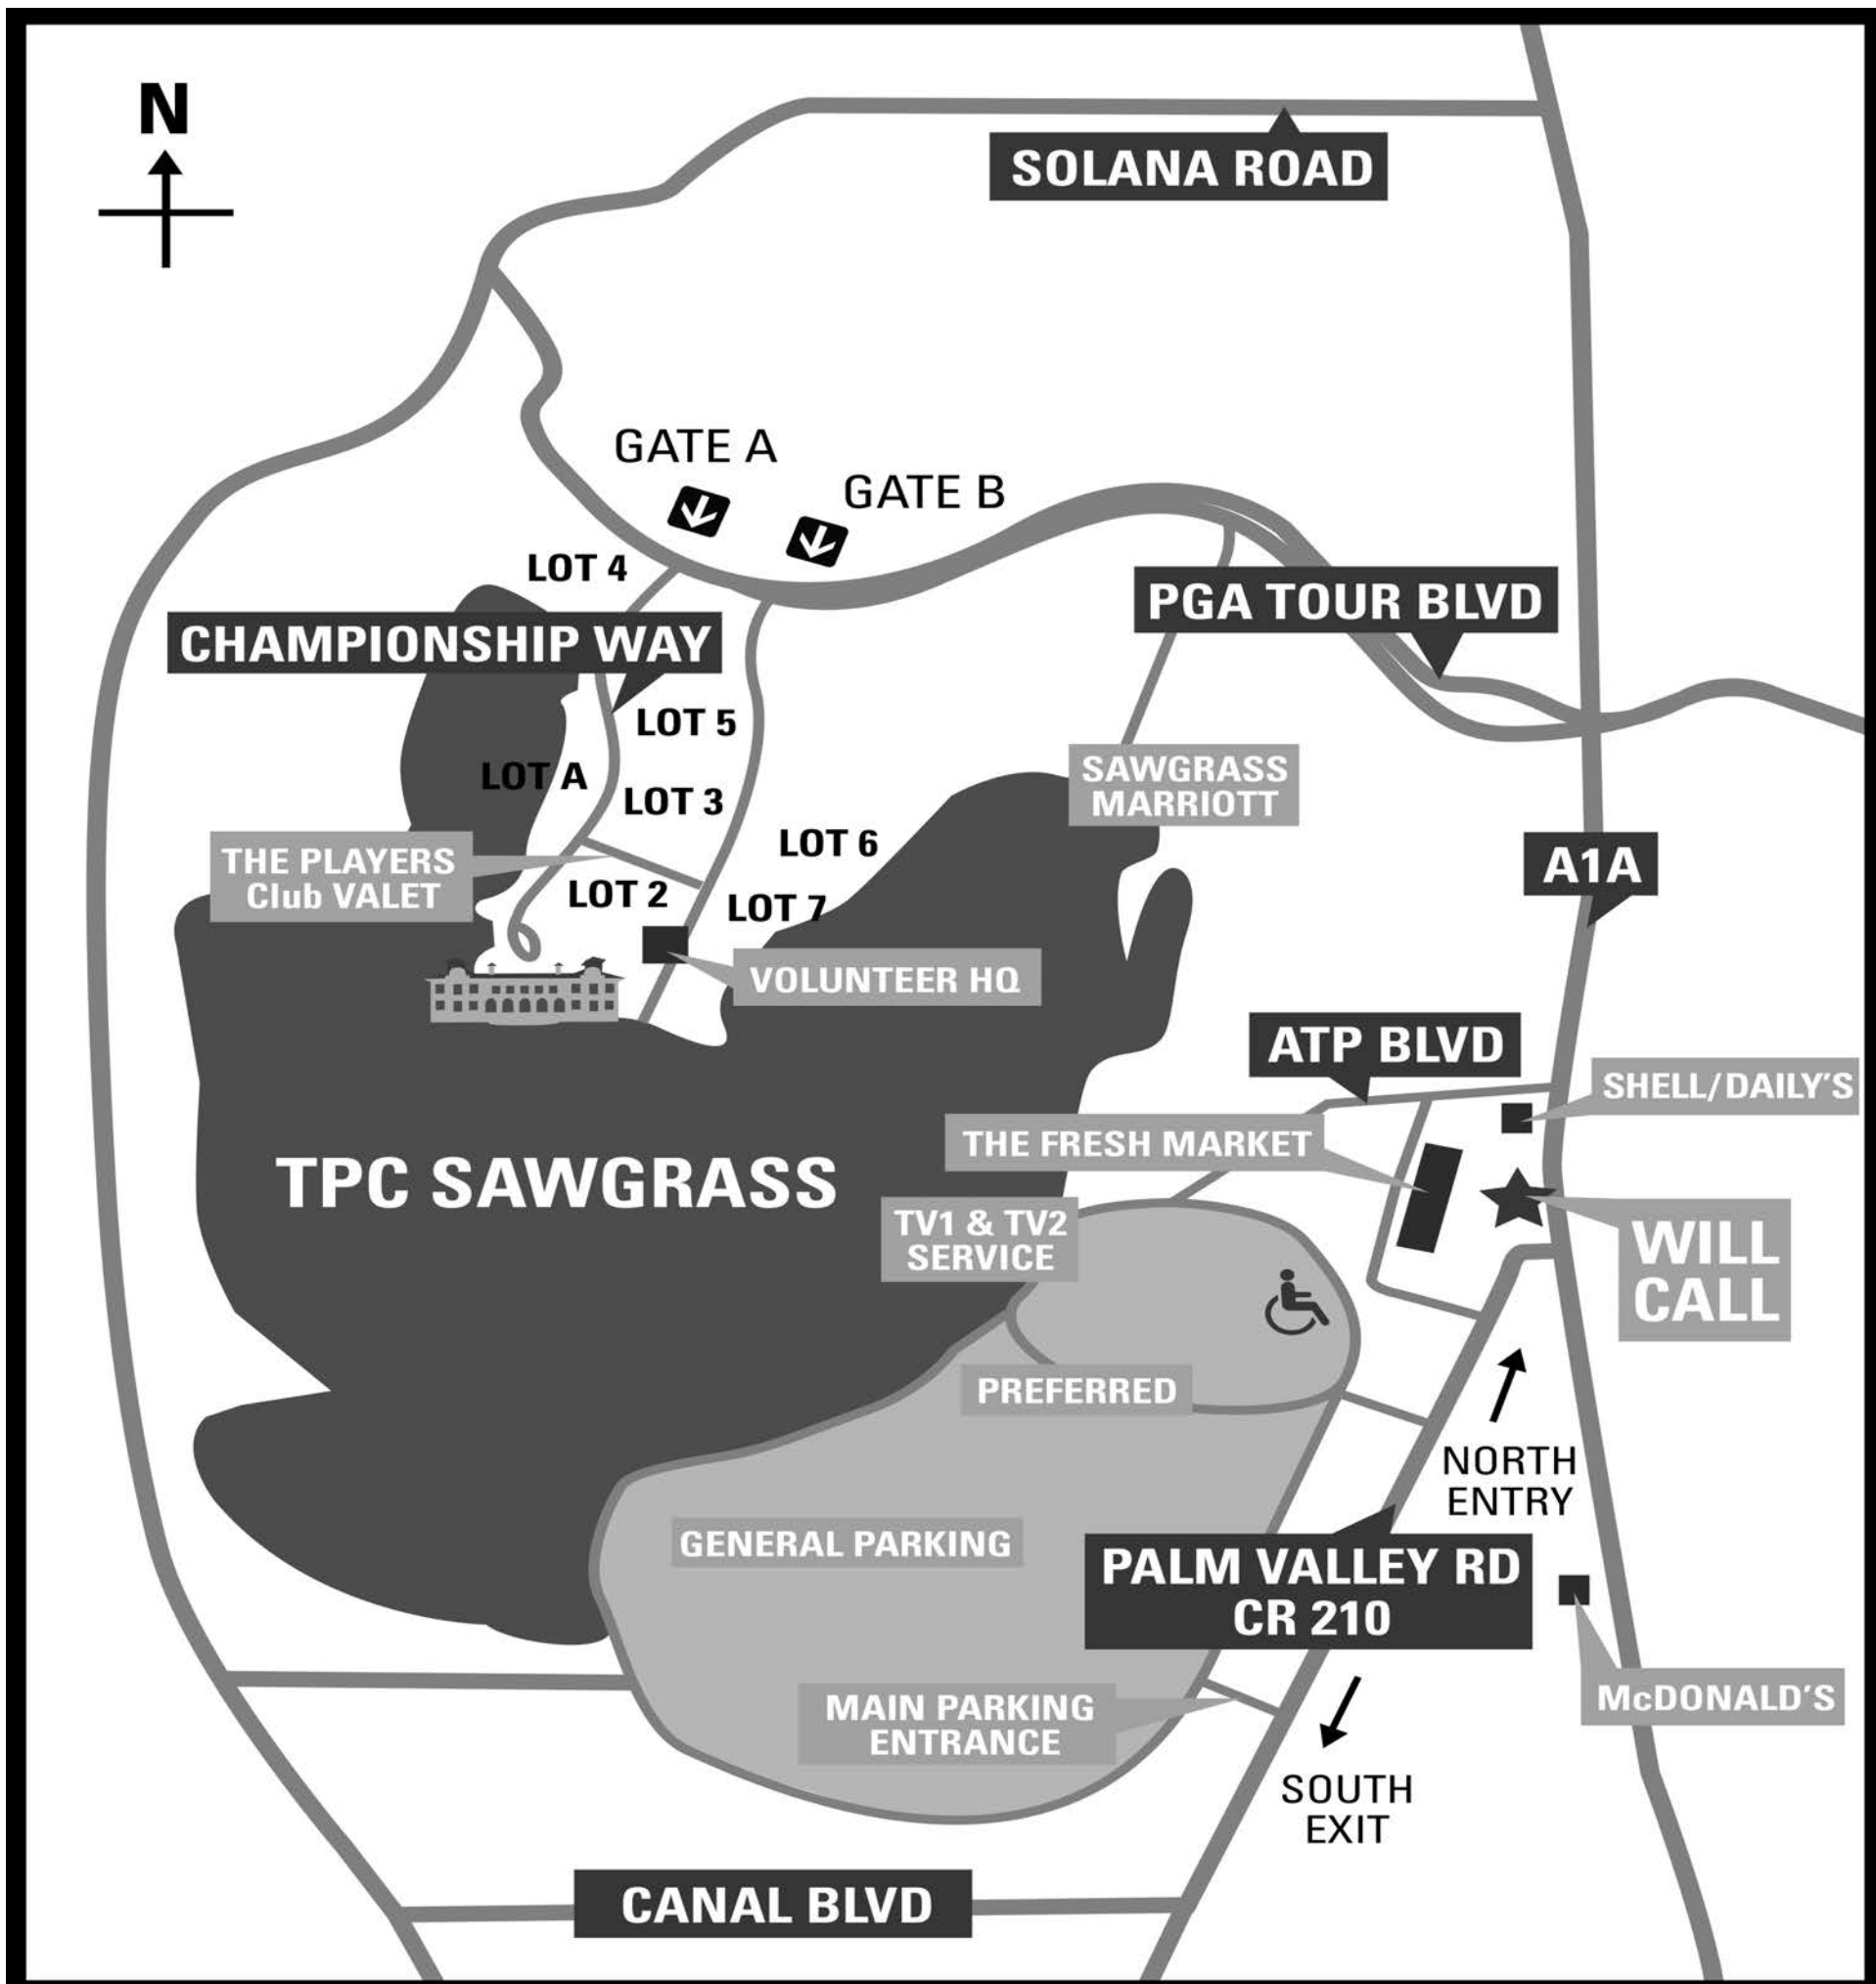 N
SOLANA ROAD
GATE A
GATE B
LOT 4
PGA TOUR BLVD
CHAMPIONSHIP WAY
LOT 5
LOT A
LOT 3
SAWGRASS
MARRIOTT
LOT 6
THE PLAYERS
Club VALET
A1A
LOT 2
LOT 7
VOLUNTEER HQ
ATP BLVD
SHELL/DAILY'S
THE FRESH MARKET
TPC SAWGRASS
TV1 & TV2
SERVICE
WILL
CALL
PREFERRED
NORTH
ENTRY
GENERAL PARKING
PALM VALLEY RD
CR 210
MAIN PARKING
ENTRANCE
McDONALD'S
SOUTH
EXIT
CANAL BLVD